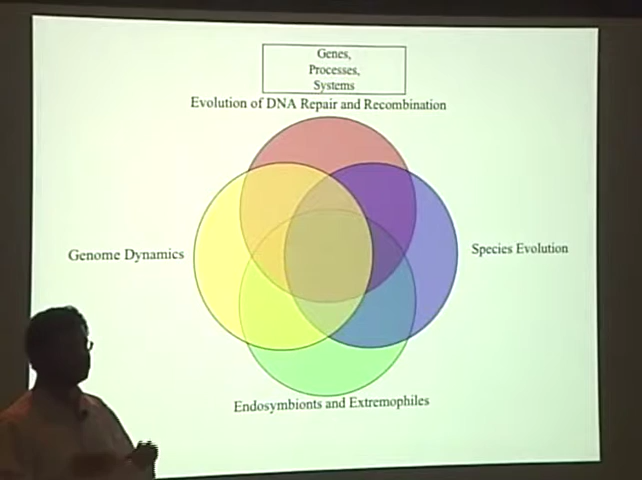 Genes,
Processes,
Systems
Evolution of DNA Repair and Recombination
Genome Dynamics
Species Evolution
Endosymbionts and Extremophiles